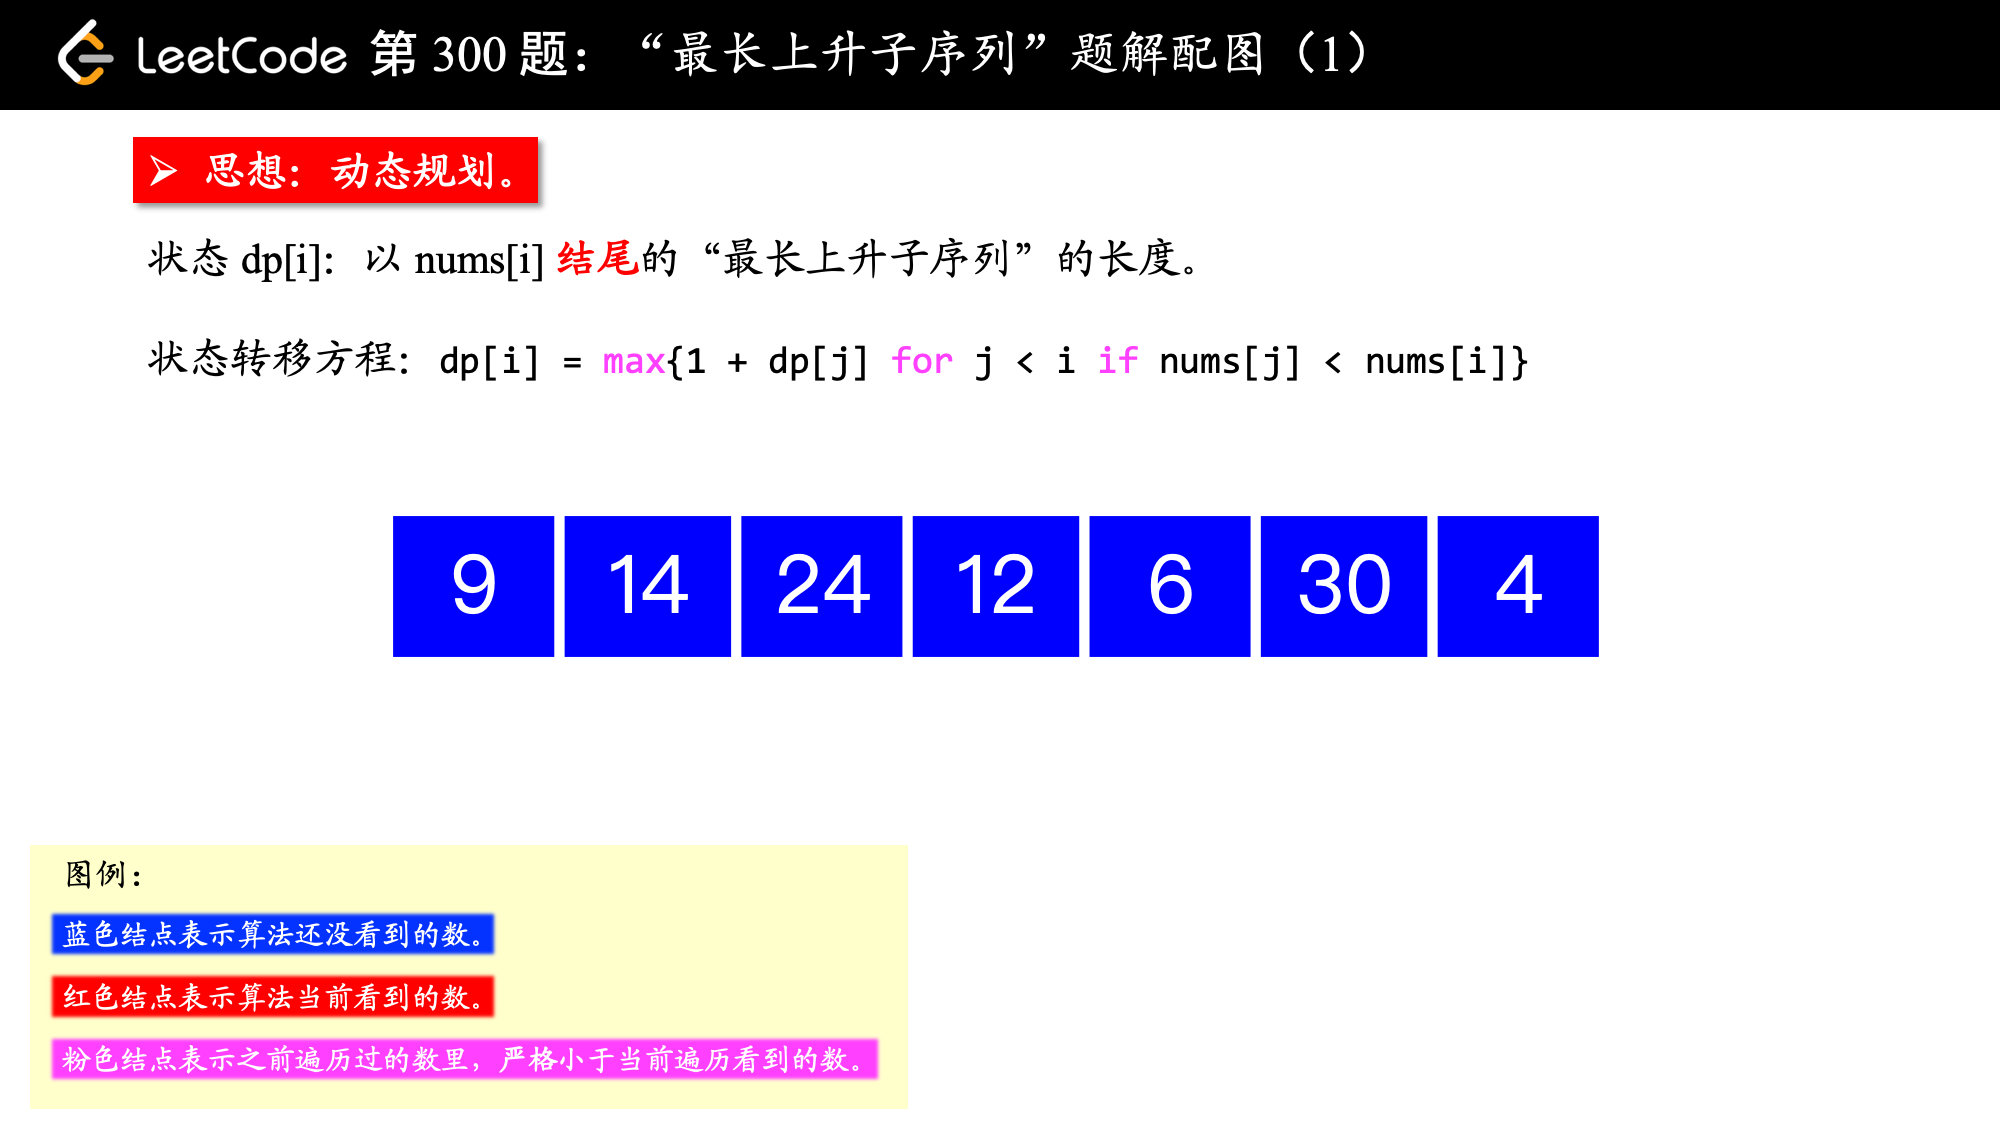 LeetCode 第 300 题：“最长上升子序列”题解配图（1）
➢ 思想：动态规划。
状态 dp[i]：以 nums[i] 结尾的“最长上升子序列”的长度。
状态转移方程：dp[i] = max{1 + dp[j] for j < i if nums[j] < nums[i]}
9 14 24 12 6 30 4
图例：
蓝色结点表示算法还没看到的数。
红色结点表示算法当前看到的数。
粉色结点表示之前遍历过的数里，严格小于当前遍历看到的数。